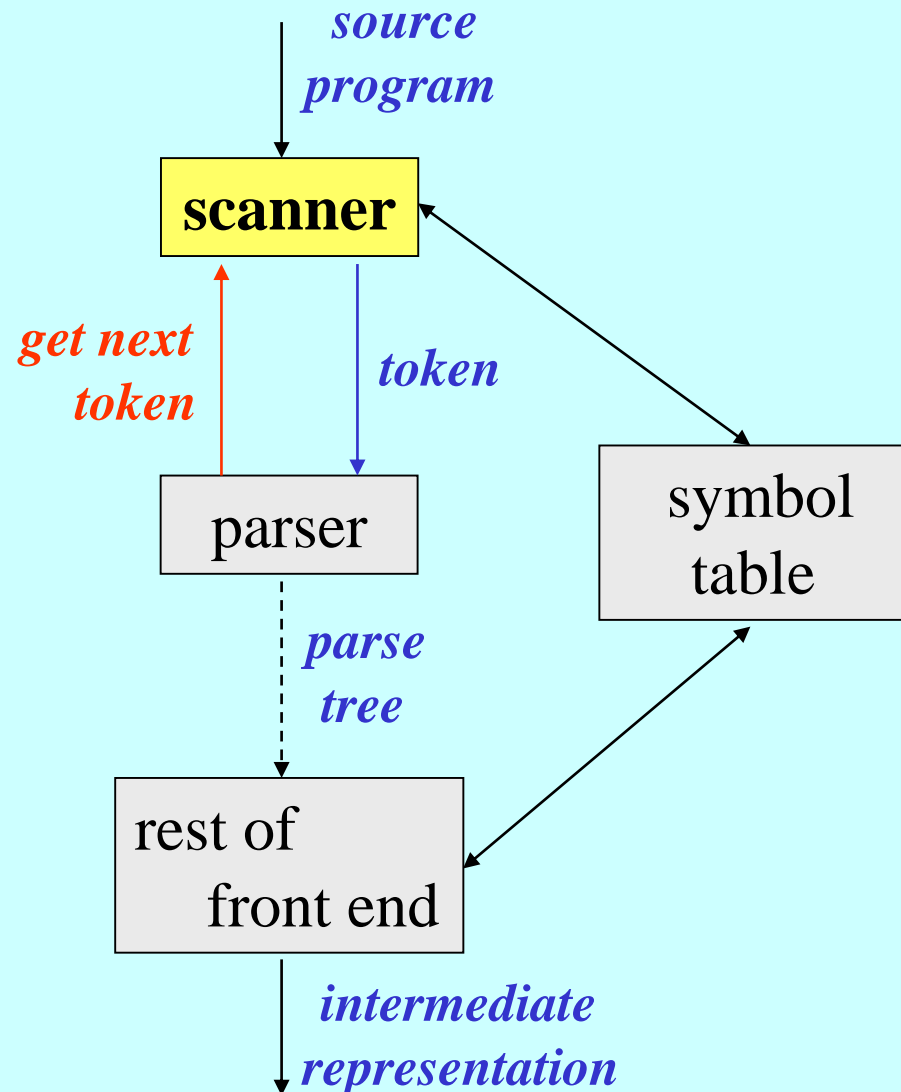 source
program
scanner
get next
token
token
parser
symbol
table
parse
tree
rest of
front end
intermediate
representation